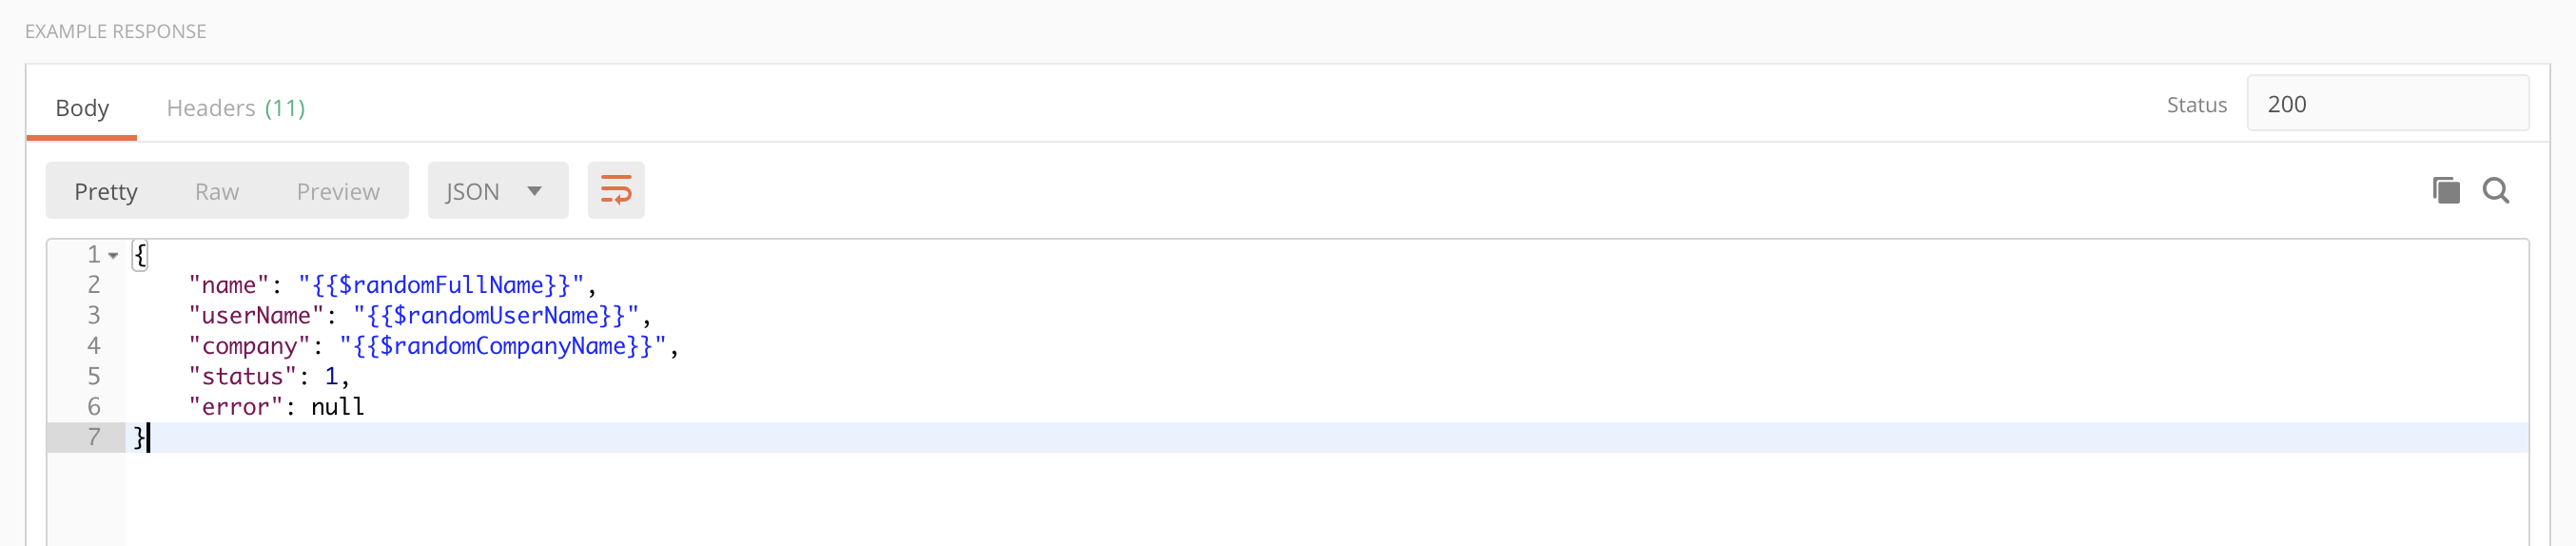 EXAMPLE RESPONSE
Body Headers (11) Status 200
Pretty Raw Preview JSON
1 {
2 "name": "{{$randomFullName}}",
3 "userName": "{{$randomUserName}}",
4 "company": "{{$randomCompanyName}}",
5 "status": 1,
6 "error": null
7 }